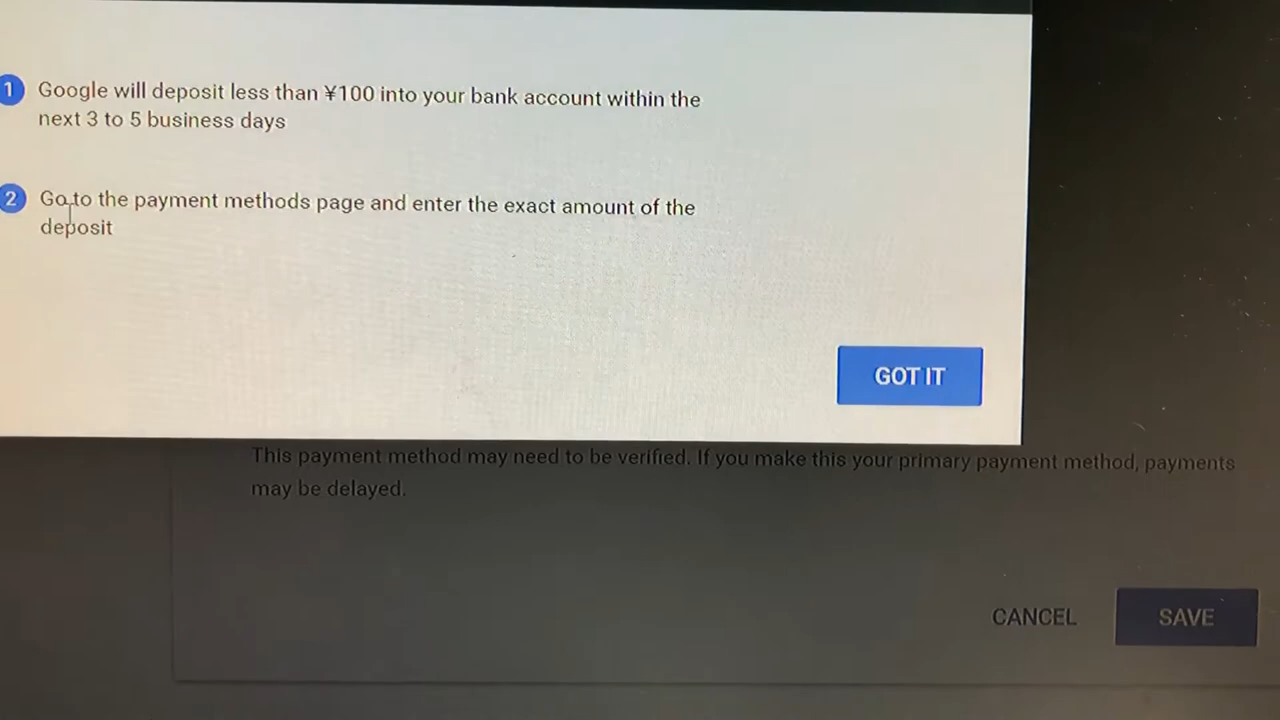 1 Google will deposit less than ¥100 into your bank account within the
next 3 to 5 business days
2 Go to the payment methods page and enter the exact amount of the
deposit
GOT IT
This payment method may need to be verified. If you make this your primary payment method, payments
may be delayed.
CANCEL SAVE